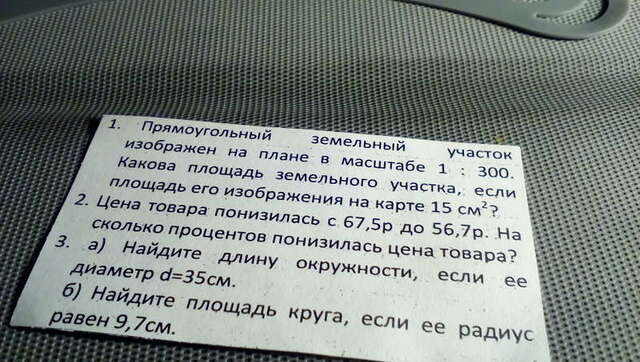 1. Прямоугольный земельный участок
изображен на плане в масштабе 1 : 300.
Какова площадь земельного участка, если
площадь его изображения на карте 15 см²?
2. Цена товара понизилась с 67,5р до 56,7р. На
сколько процентов понизилась цена товара?
3. а) Найдите длину окружности, если ее
диаметр d=35см.
б) Найдите площадь круга, если ее радиус
равен 9,7см.